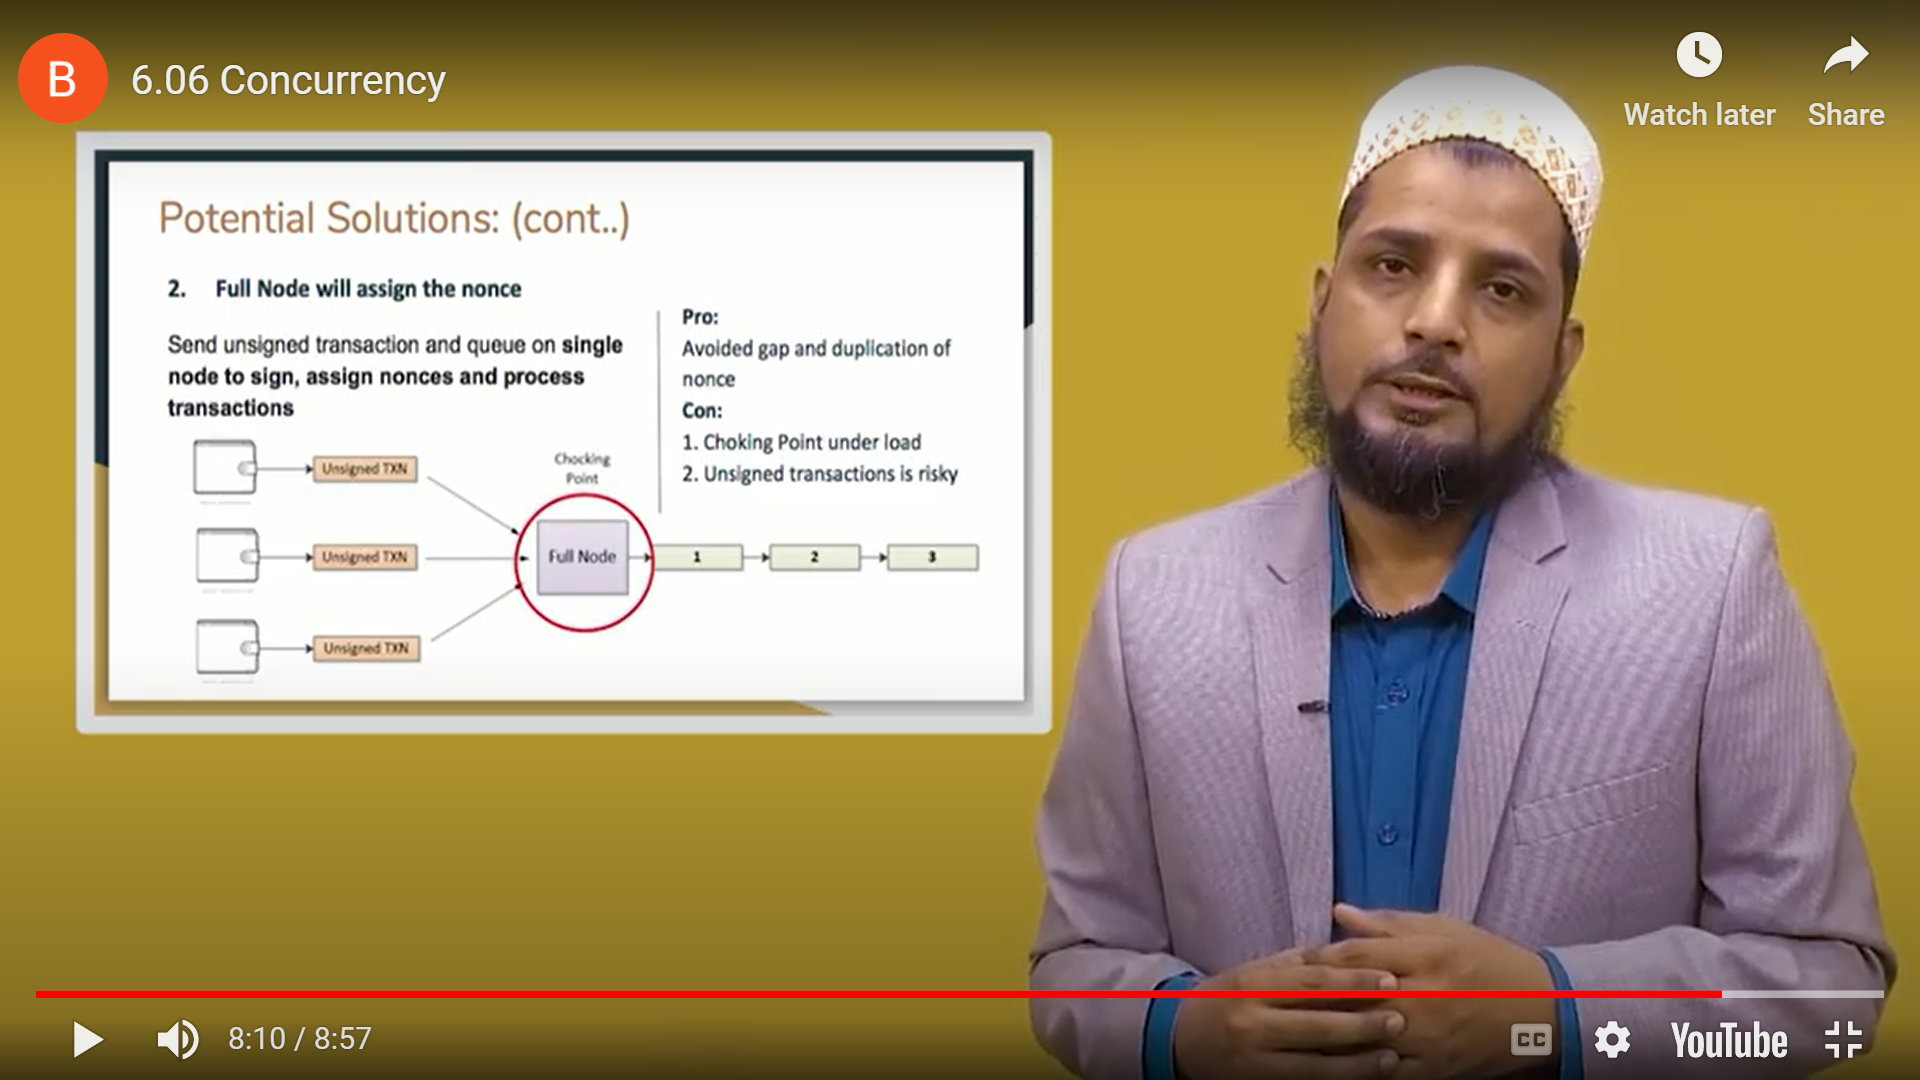 B
6.06 Concurrency
Watch later
Share
Potential Solutions: (cont..)
2. Full Node will assign the nonce
Send unsigned transaction and queue on single
node to sign, assign nonces and process
transactions
Pro:
Avoided gap and duplication of
nonce
Con:
1. Choking Point under load
2. Unsigned transactions is risky
Unsigned TXN
Unsigned TXN
Unsigned TXN
Chocking
Point
Full Node
1
2
3
8:10 / 8:57
CC
YouTube